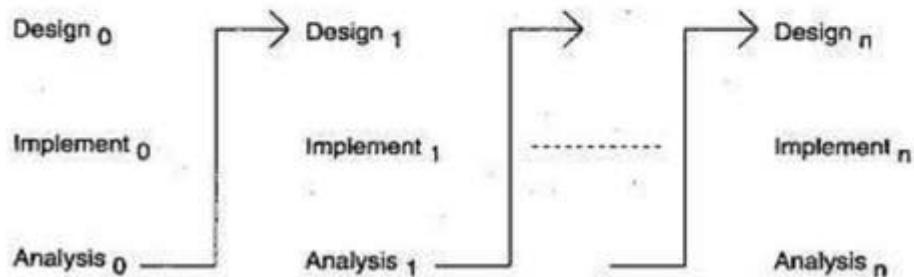 Design 0 Design 1 Design n
Implement 0 Implement 1 Implement n
Analysis 0 Analysis 1 Analysis n